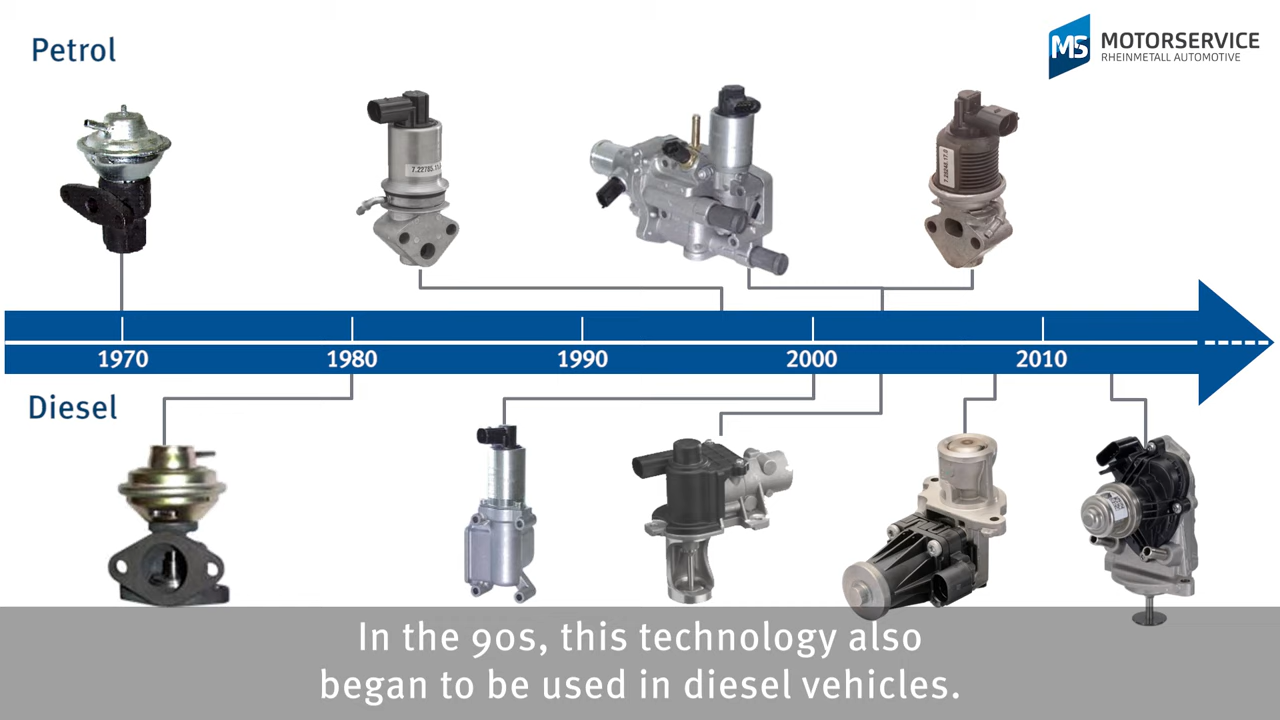 Petrol
MS MOTORSERVICE
RHEINMETALL AUTOMOTIVE
1970 1980 1990 2000 2010
Diesel
In the 90s, this technology also
began to be used in diesel vehicles.